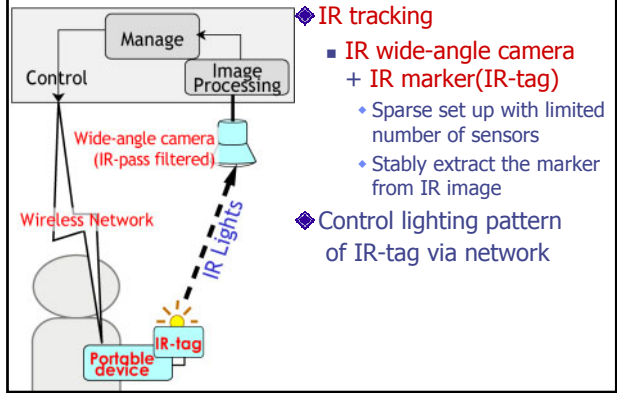 Manage
Control
Image
Processing
Wide-angle camera
(IR-pass filtered)
Wireless Network
IR Lights
IR-tag
Portable
device
IR tracking
IR wide-angle camera
+ IR marker(IR-tag)
Sparse set up with limited
number of sensors
Stably extract the marker
from IR image
Control lighting pattern
of IR-tag via network